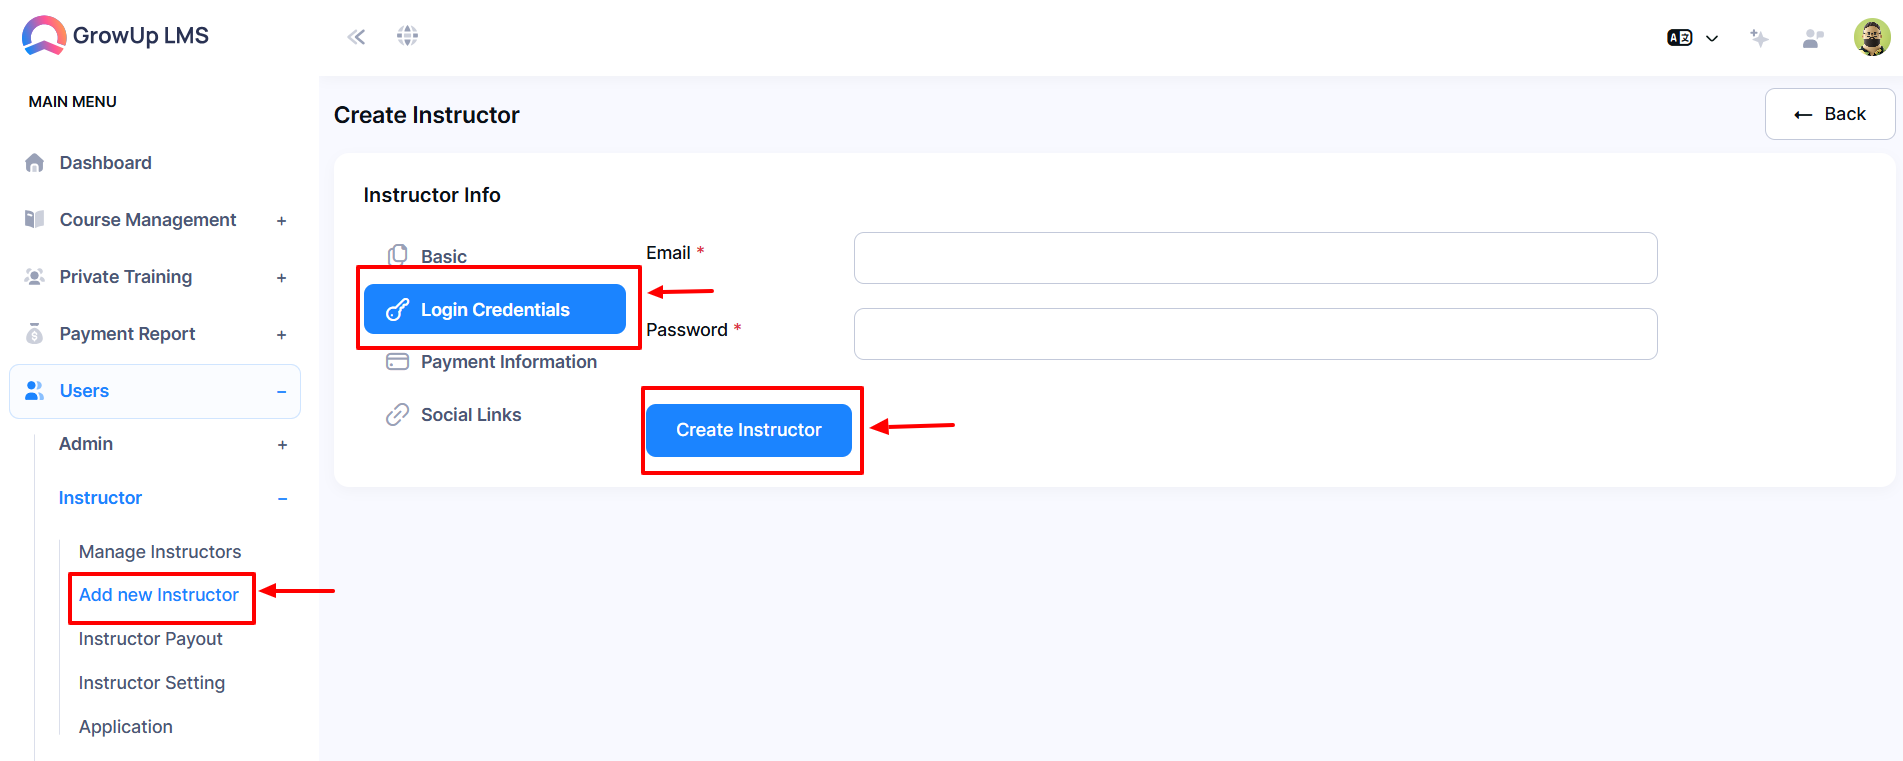 GrowUp LMS
MAIN MENU
Dashboard
Course Management +
Private Training +
Payment Report +
Users −
Admin +
Instructor −
Manage Instructors
Add new Instructor
Instructor Payout
Instructor Setting
Application
Create Instructor
← Back
Instructor Info
Basic
Login Credentials
Payment Information
Social Links
Email *
Password *
Create Instructor